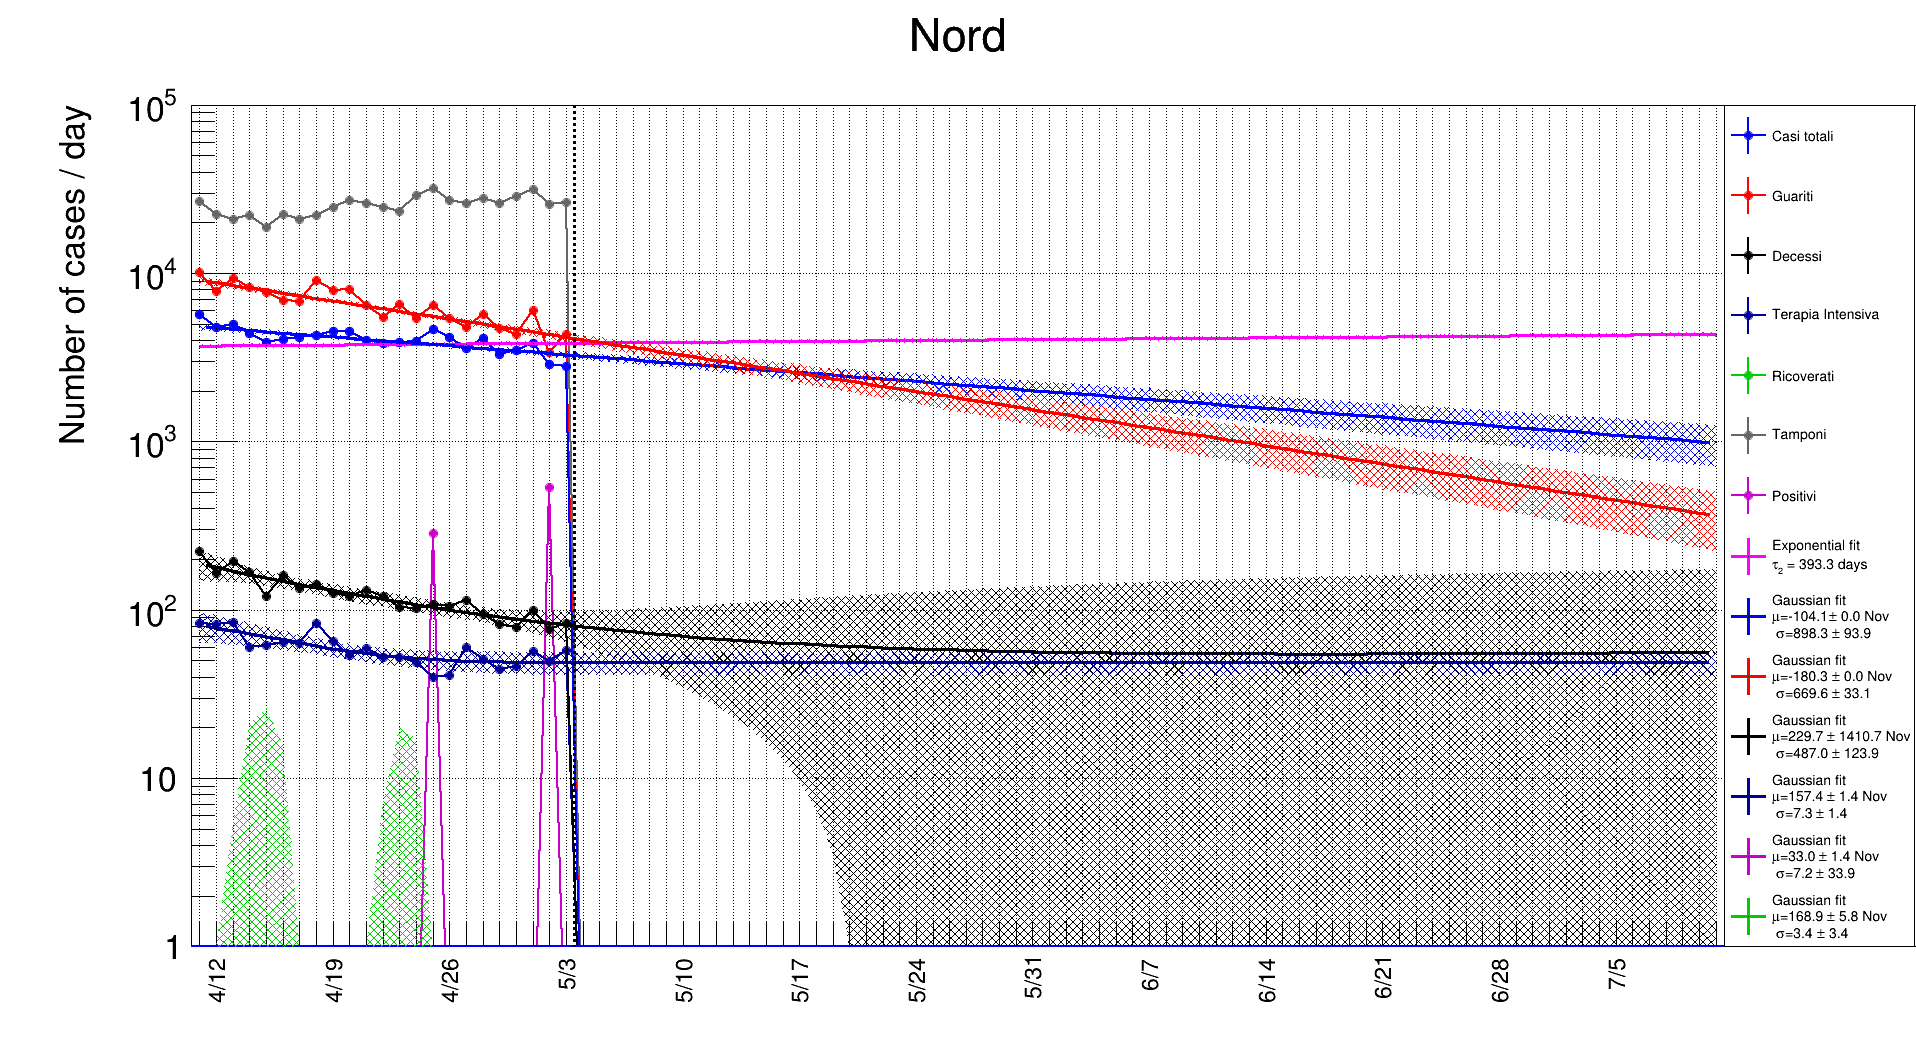 Nord
Number of cases / day
10^5
10^4
10^3
10^2
10
1
4/12
4/19
4/26
5/3
5/10
5/17
5/24
5/31
6/7
6/14
6/21
6/28
7/5
Casi totali
Guariti
Decessi
Terapia Intensiva
Ricoverati
Tamponi
Positivi
Exponential fit
τ₂ = 393.3 days
Gaussian fit
μ=-104.1 ± 0.0 Nov
σ=898.3 ± 93.9
Gaussian fit
μ=-180.3 ± 0.0 Nov
σ=669.6 ± 33.1
Gaussian fit
μ=229.7 ± 1410.7 Nov
σ=487.0 ± 123.9
Gaussian fit
μ=157.4 ± 1.4 Nov
σ=7.3 ± 1.4
Gaussian fit
μ=33.0 ± 1.4 Nov
σ=7.2 ± 33.9
Gaussian fit
μ=168.9 ± 5.8 Nov
σ=3.4 ± 3.4